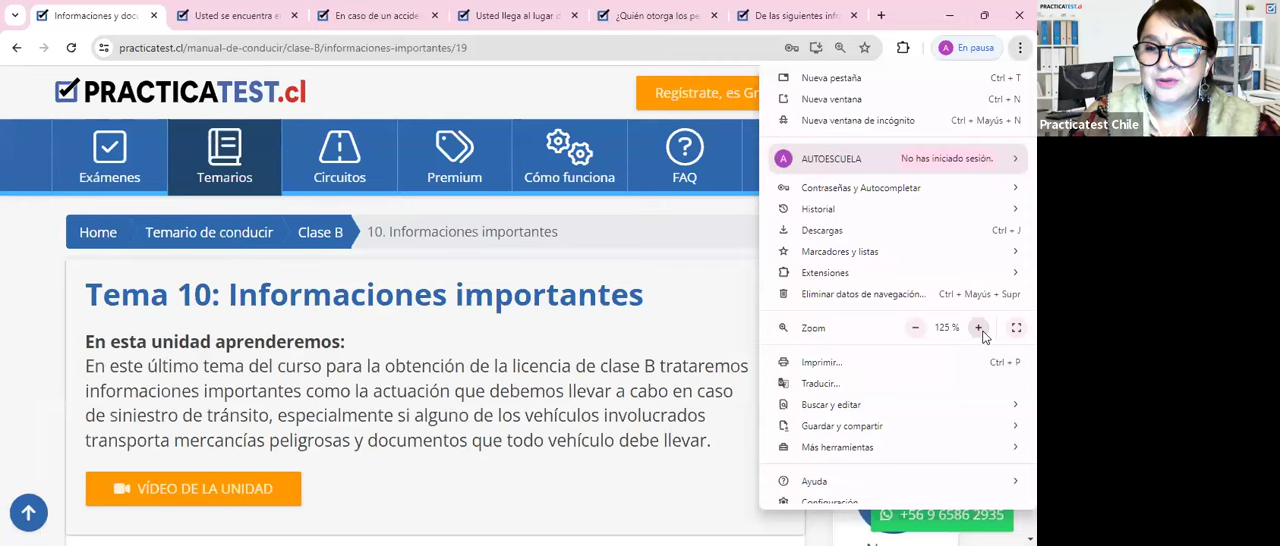 Informaciones y docu
Usted se encuentra e
En caso de un accide
Usted llega al lugar d
¿Quién otorga los pe
De las siguientes infr
practicatest.cl/manual-de-conducir/clase-B/informaciones-importantes/19
En pausa
PRACTICATEST.cl
Regístrate, es Gr
Exámenes
Temarios
Circuitos
Premium
Cómo funciona
FAQ
Home
Temario de conducir
Clase B
10. Informaciones importantes
Tema 10: Informaciones importantes
En esta unidad aprenderemos:
En este último tema del curso para la obtención de la licencia de clase B trataremos
informaciones importantes como la actuación que debemos llevar a cabo en caso
de siniestro de tránsito, especialmente si alguno de los vehículos involucrados
transporta mercancías peligrosas y documentos que todo vehículo debe llevar.
VÍDEO DE LA UNIDAD
Nueva pestaña Ctrl + T
Nueva ventana Ctrl + N
Nueva ventana de incógnito Ctrl + Mayús + N
A AUTOESCUELA No has iniciado sesión.
Contraseñas y Autocompletar
Historial
Descargas Ctrl + J
Marcadores y listas
Extensiones
Eliminar datos de navegación... Ctrl + Mayús + Supr
Zoom − 125 % +
Imprimir... Ctrl + P
Traducir...
Buscar y editar
Guardar y compartir
Más herramientas
Ayuda
Configuración
+56 9 6586 2935
PRACTICATEST.cl
Practicatest Chile